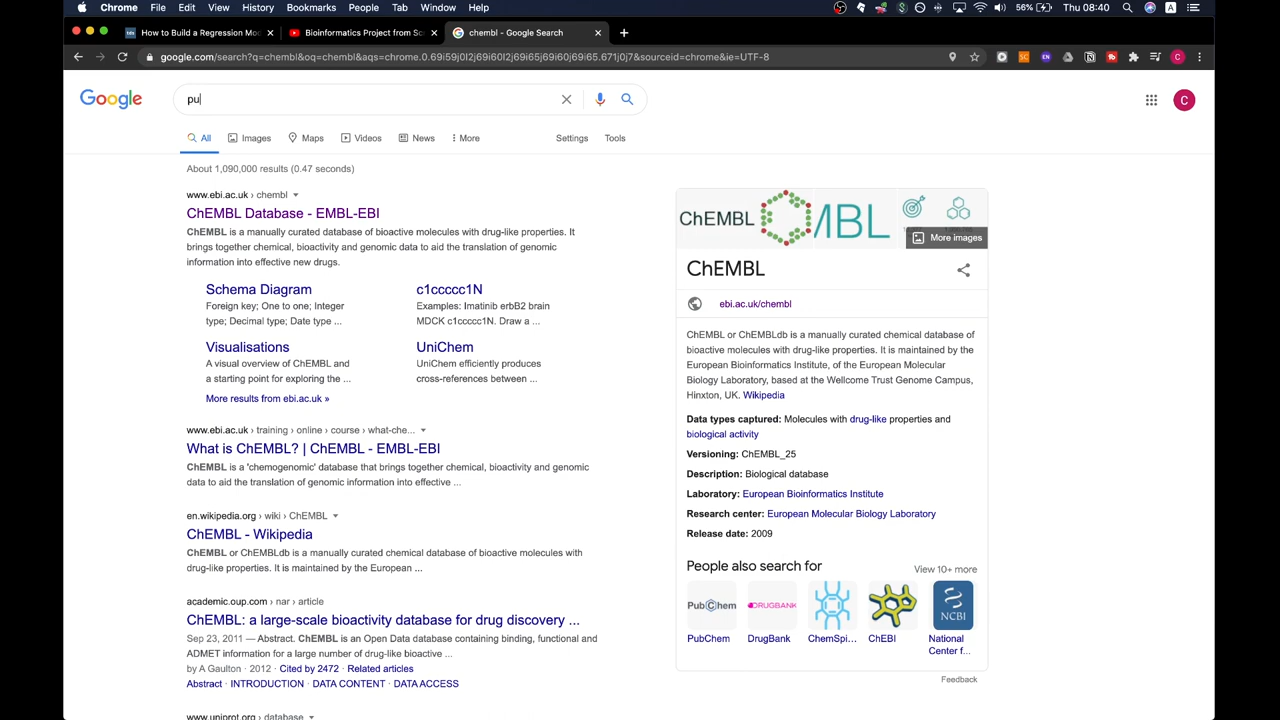 Chrome File Edit View History Bookmarks People Tab Window Help 56% Thu 08:40
How to Build a Regression Mod
Bioinformatics Project from Scr
chembl - Google Search
google.com/search?q=chembl&oq=chembl&aqs=chrome.0.69i59j0l2j69i60l2j69i65j69i60j69i65.671j0j7&sourceid=chrome&ie=UTF-8
Google
pu
C
All Images Maps Videos News More Settings Tools
About 1,090,000 results (0.47 seconds)
www.ebi.ac.uk › chembl
ChEMBL Database - EMBL-EBI
ChEMBL is a manually curated database of bioactive molecules with drug-like properties. It
brings together chemical, bioactivity and genomic data to aid the translation of genomic
information into effective new drugs.
Schema Diagram
Foreign key; One to one; Integer
type; Decimal type; Date type ...
c1ccccc1N
Examples: Imatinib erbB2 brain
MDCK c1ccccc1N. Draw a ...
Visualisations
A visual overview of ChEMBL and
a starting point for exploring the ...
UniChem
UniChem efficiently produces
cross-references between ...
More results from ebi.ac.uk »
www.ebi.ac.uk › training › online › course › what-che...
What is ChEMBL? | ChEMBL - EMBL-EBI
ChEMBL is a 'chemogenomic' database that brings together chemical, bioactivity and genomic
data to aid the translation of genomic information into effective ...
en.wikipedia.org › wiki › ChEMBL
ChEMBL - Wikipedia
ChEMBL or ChEMBLdb is a manually curated chemical database of bioactive molecules with
drug-like properties. It is maintained by the European ...
academic.oup.com › nar › article
ChEMBL: a large-scale bioactivity database for drug discovery ...
Sep 23, 2011 — Abstract. ChEMBL is an Open Data database containing binding, functional and
ADMET information for a large number of drug-like bioactive ...
by A Gaulton · 2012 · Cited by 2472 · Related articles
Abstract · INTRODUCTION · DATA CONTENT · DATA ACCESS
www.uniprot.org › database
ChEMBL
MBL
More images
ChEMBL
ebi.ac.uk/chembl
ChEMBL or ChEMBLdb is a manually curated chemical database of
bioactive molecules with drug-like properties. It is maintained by the
European Bioinformatics Institute, of the European Molecular
Biology Laboratory, based at the Wellcome Trust Genome Campus,
Hinxton, UK. Wikipedia
Data types captured: Molecules with drug-like properties and
biological activity
Versioning: ChEMBL_25
Description: Biological database
Laboratory: European Bioinformatics Institute
Research center: European Molecular Biology Laboratory
Release date: 2009
People also search for
View 10+ more
PubChem
DRUGBANK
NCBI
PubChem
DrugBank
ChemSpi...
ChEBI
National
Center f...
Feedback